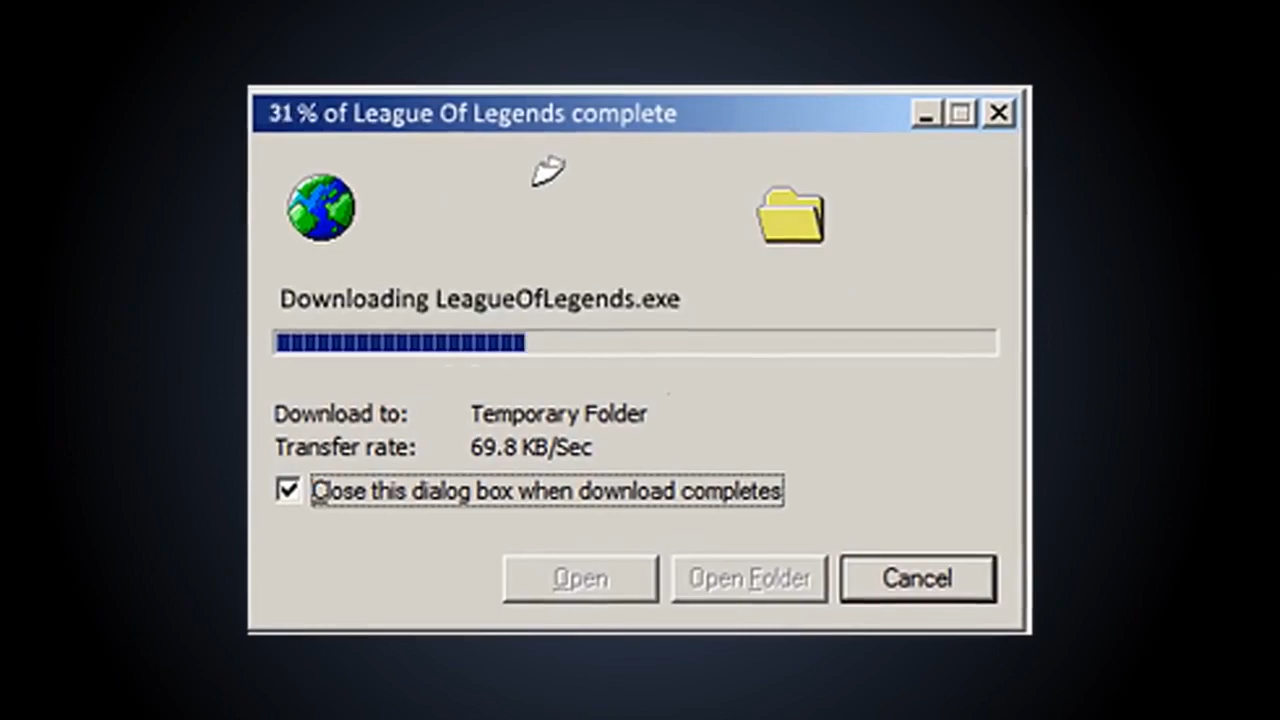 31% of League Of Legends complete
Downloading LeagueOfLegends.exe
Download to: Temporary Folder
Transfer rate: 69.8 KB/Sec
Close this dialog box when download completes
Open Open Folder Cancel